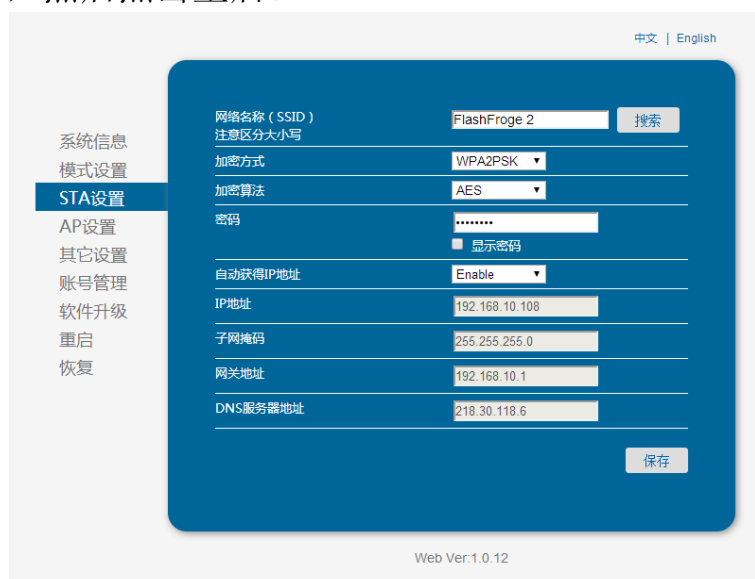 中文 | English
网络名称（SSID）
注意区分大小写
FlashFroge 2
搜索
加密方式
WPA2PSK
加密算法
AES
密码
••••••••
显示密码
自动获得IP地址
Enable
IP地址
192.168.10.108
子网掩码
255.255.255.0
网关地址
192.168.10.1
DNS服务器地址
218.30.118.6
保存
系统信息
模式设置
STA设置
AP设置
其它设置
账号管理
软件升级
重启
恢复
Web Ver:1.0.12